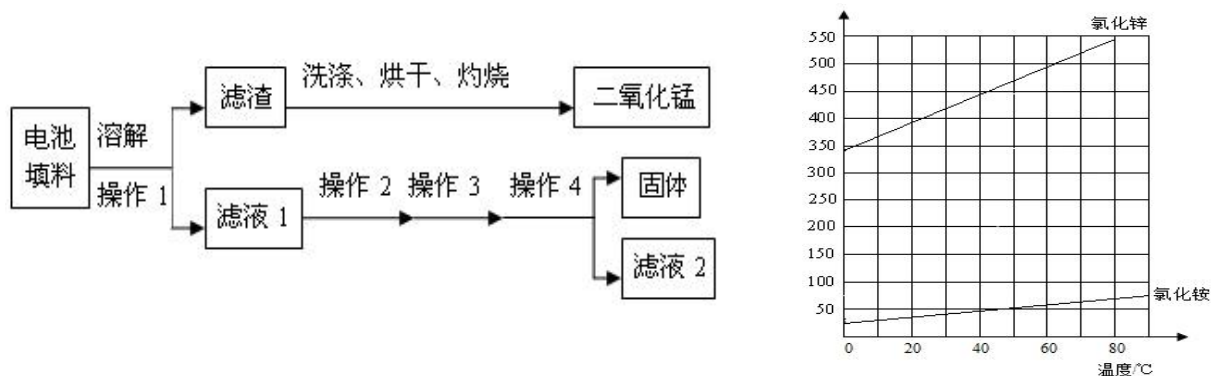 电池
填料
溶解
操作 1
滤渣
洗涤、烘干、灼烧
二氧化锰
滤液 1
操作 2
操作 3
操作 4
固体
滤液 2
氯化锌
550
500
450
400
350
300
250
200
150
100
50
氯化铵
0
20
40
60
80
温度/℃